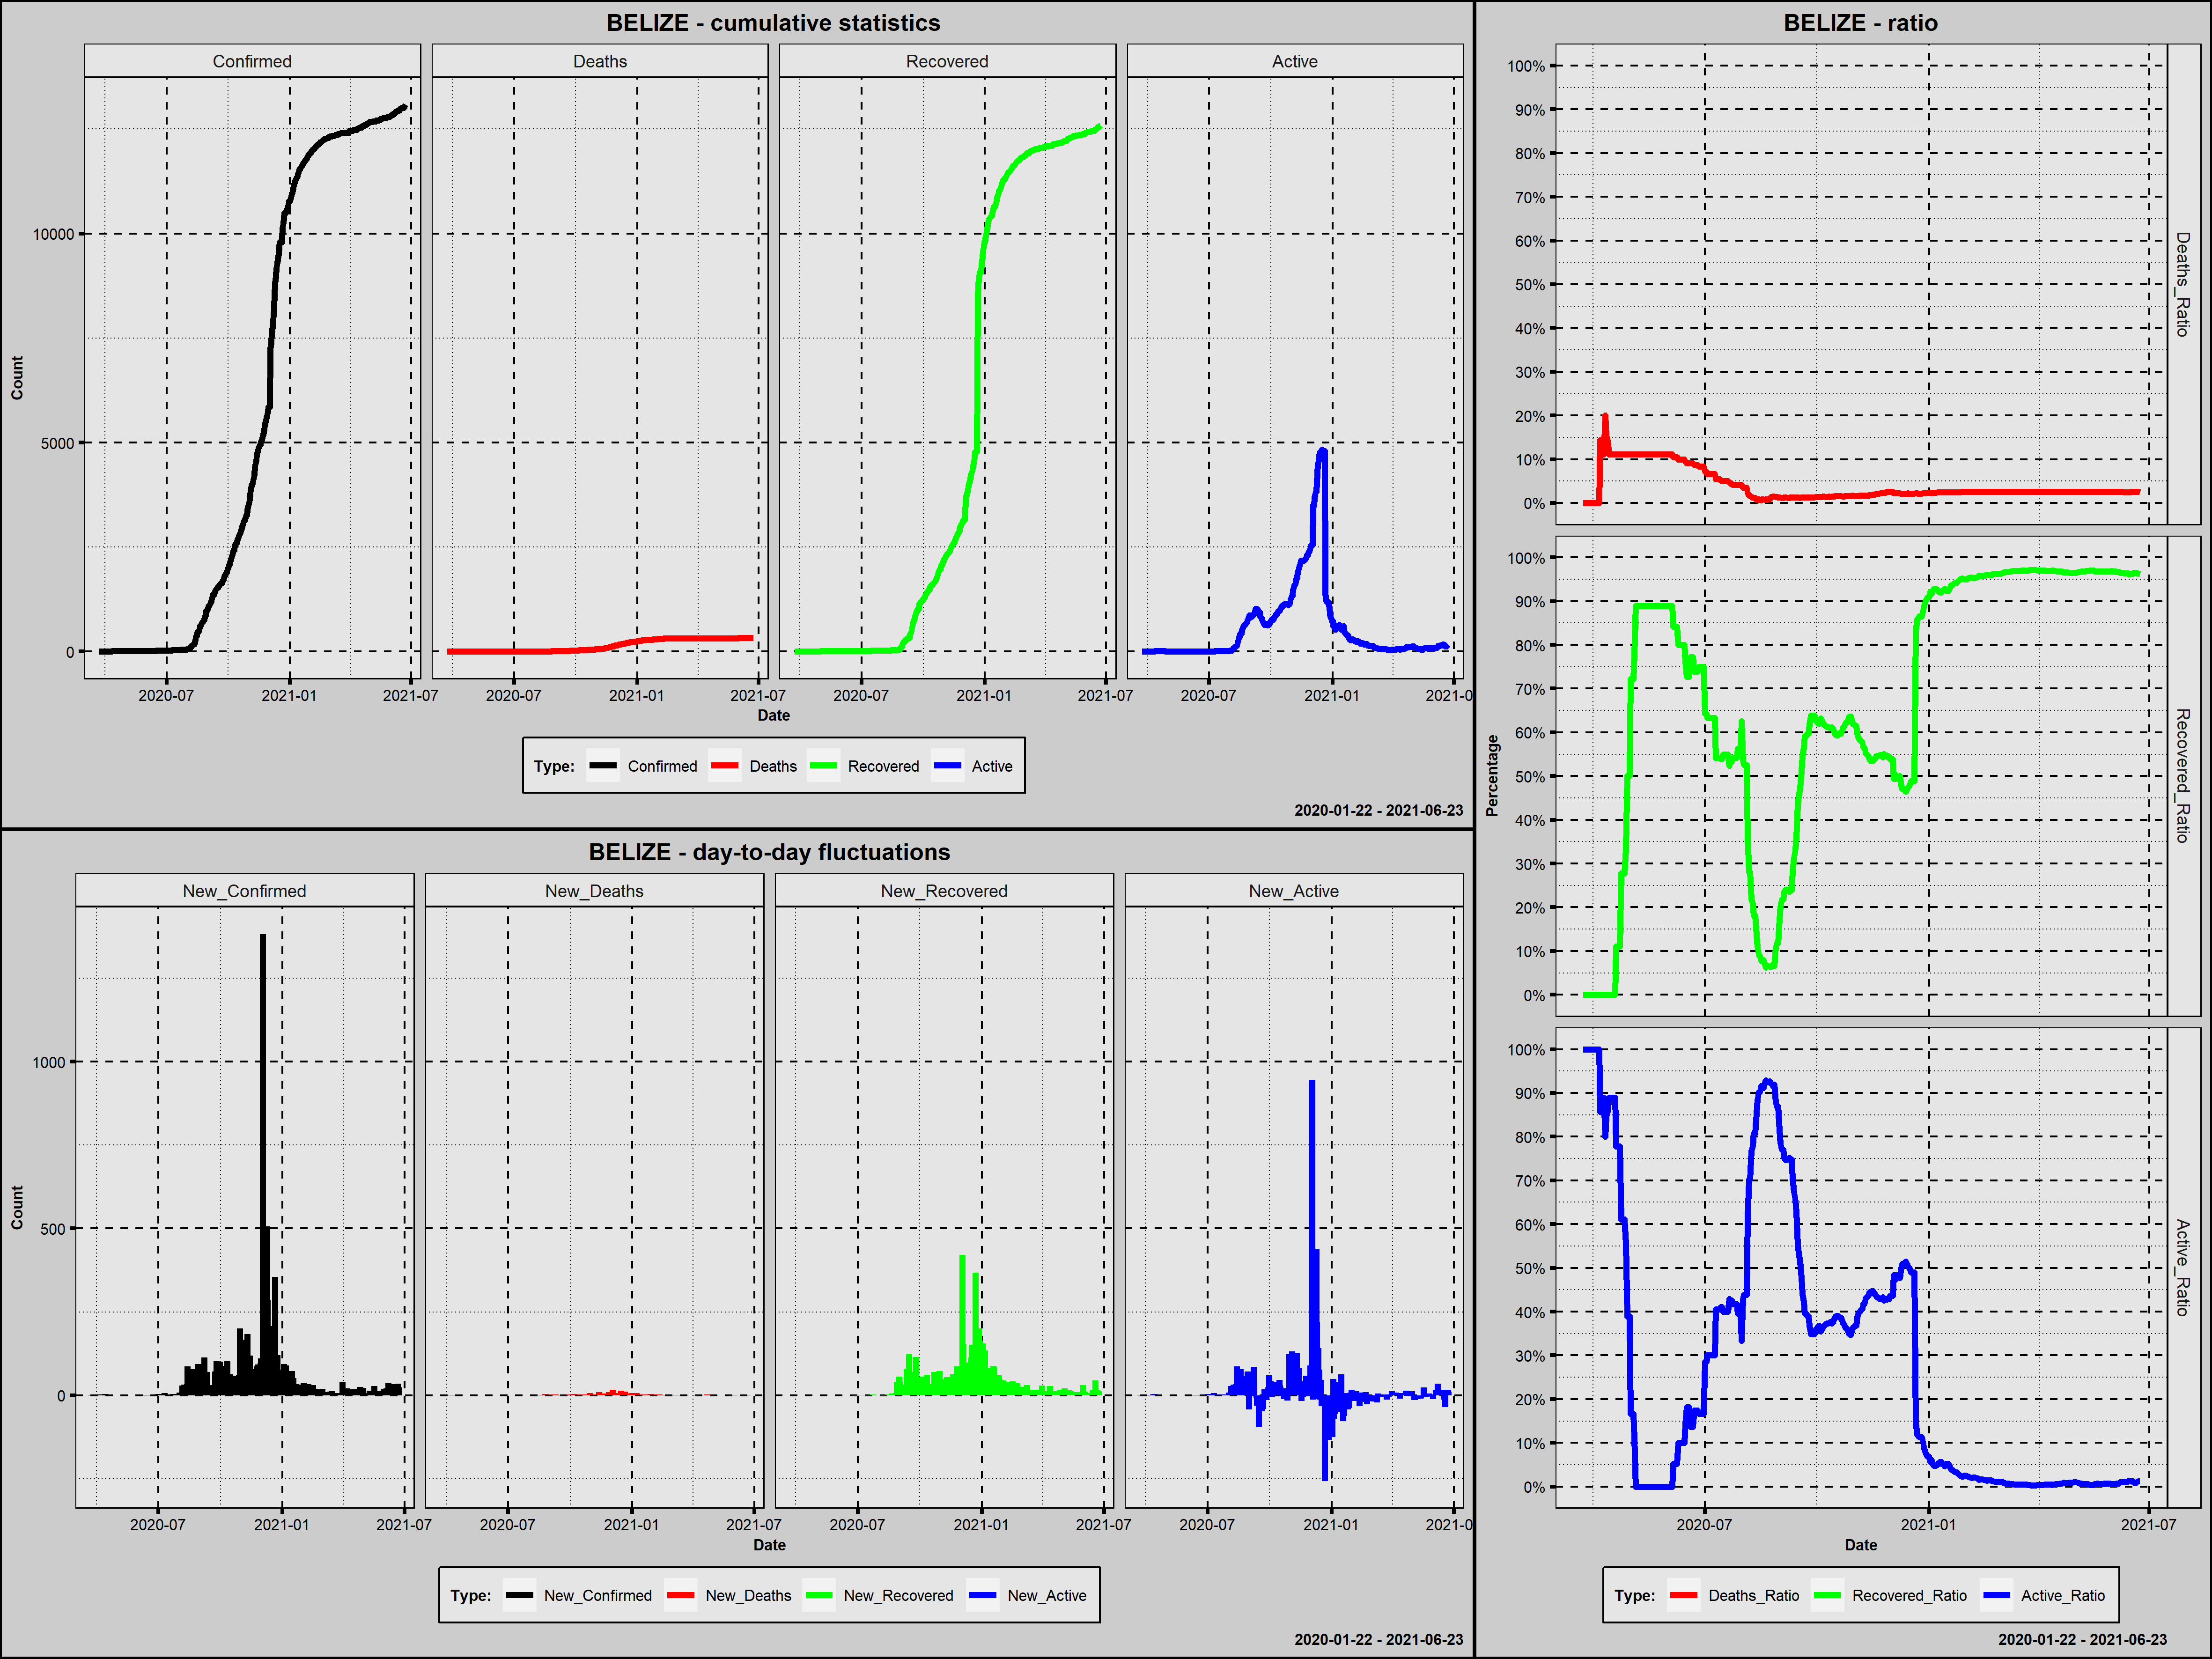 BELIZE - cumulative statistics
Confirmed Deaths Recovered Active
10000
5000
0
Count
2020-07 2021-01 2021-07 2020-07 2021-01 2021-07 2020-07 2021-01 2021-07 2020-07 2021-01 2021-0
Date
Type: Confirmed Deaths Recovered Active
2020-01-22 - 2021-06-23
BELIZE - day-to-day fluctuations
New_Confirmed New_Deaths New_Recovered New_Active
1000
500
0
Count
2020-07 2021-01 2021-07 2020-07 2021-01 2021-07 2020-07 2021-01 2021-07 2020-07 2021-01 2021-0
Date
Type: New_Confirmed New_Deaths New_Recovered New_Active
2020-01-22 - 2021-06-23
BELIZE - ratio
100%
90%
80%
70%
60%
50%
40%
30%
20%
10%
0%
Deaths_Ratio
100%
90%
80%
70%
60%
50%
40%
30%
20%
10%
0%
Recovered_Ratio
Percentage
100%
90%
80%
70%
60%
50%
40%
30%
20%
10%
0%
Active_Ratio
2020-07 2021-01 2021-07
Date
Type: Deaths_Ratio Recovered_Ratio Active_Ratio
2020-01-22 - 2021-06-23